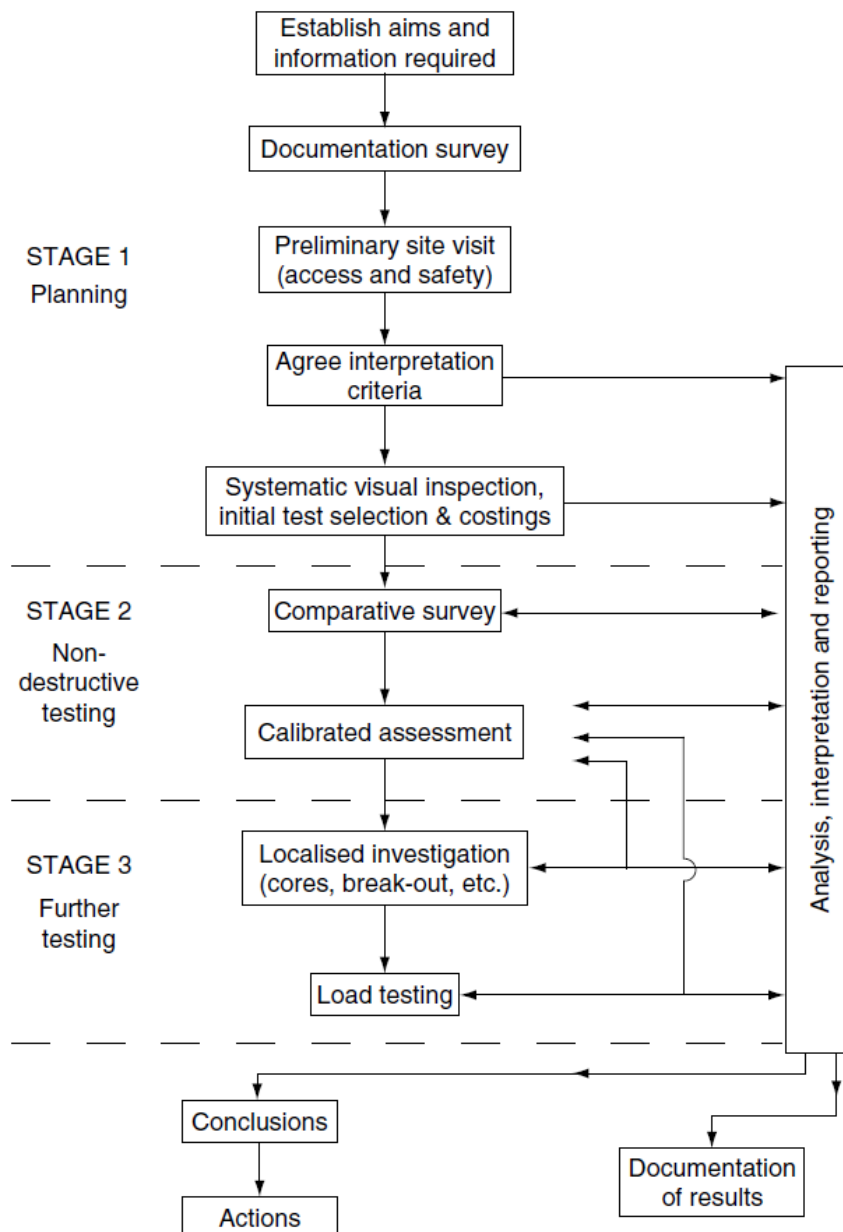 Establish aims and
information required
Documentation survey
STAGE 1
Planning
Preliminary site visit
(access and safety)
Agree interpretation
criteria
Systematic visual inspection,
initial test selection & costings
STAGE 2
Non-
destructive
testing
Comparative survey
Calibrated assessment
STAGE 3
Further
testing
Localised investigation
(cores, break-out, etc.)
Load testing
Analysis, interpretation and reporting
Conclusions
Actions
Documentation
of results